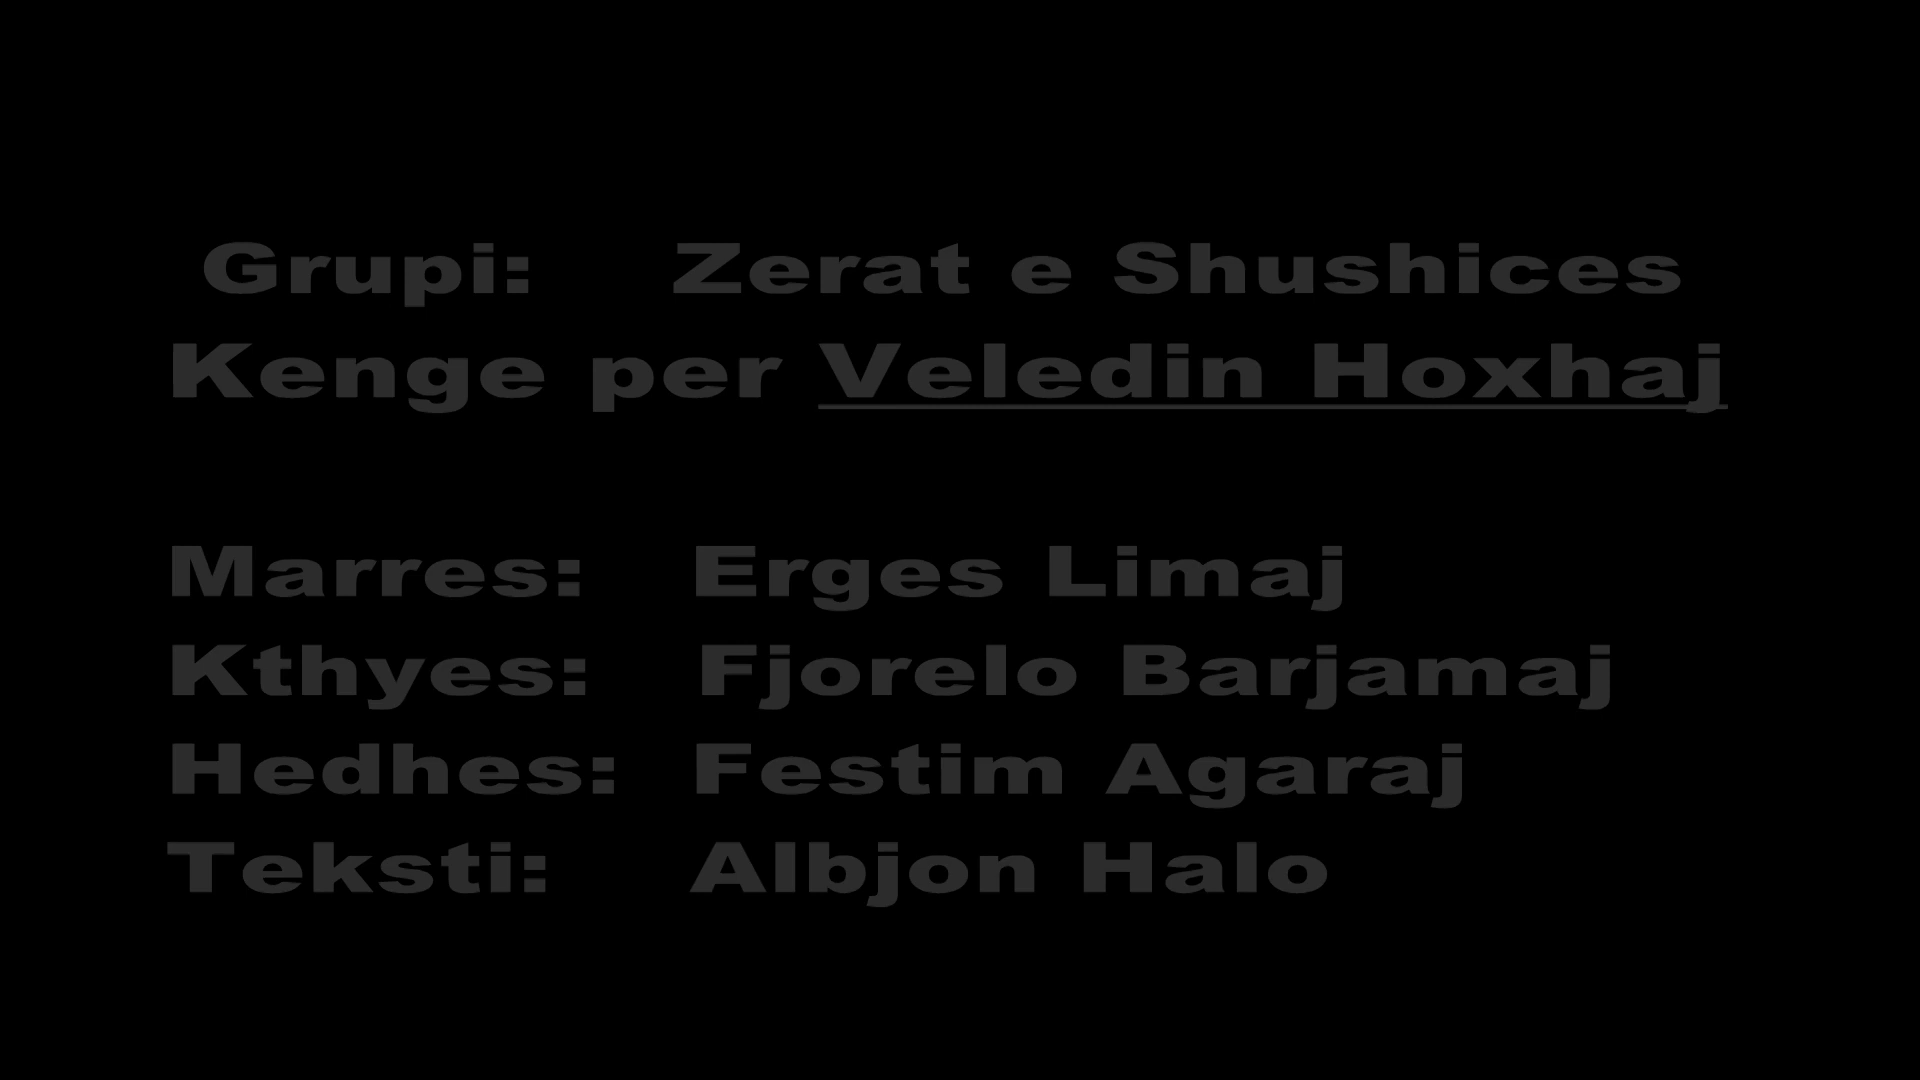 Grupi: Zerat e Shushices
Kenge per Veledin Hoxhaj
Marres: Erges Limaj
Kthyes: Fjorelo Barjamaj
Hedhes: Festim Agaraj
Teksti: Albjon Halo